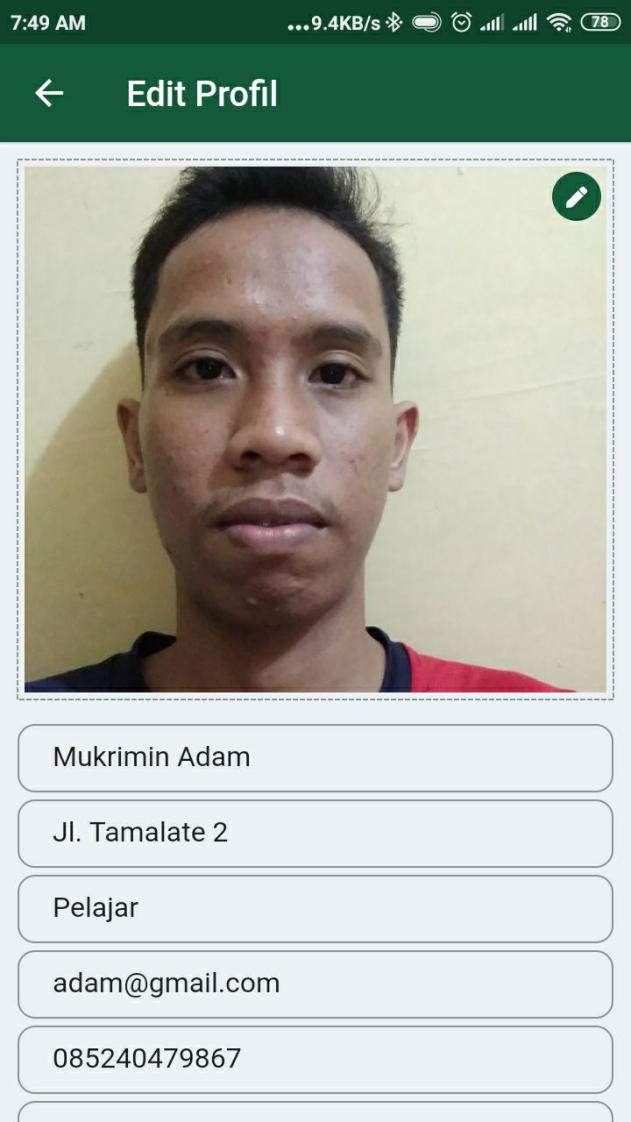 7:49 AM
...9.4KB/s
78
Edit Profil
Mukrimin Adam
Jl. Tamalate 2
Pelajar
adam@gmail.com
085240479867